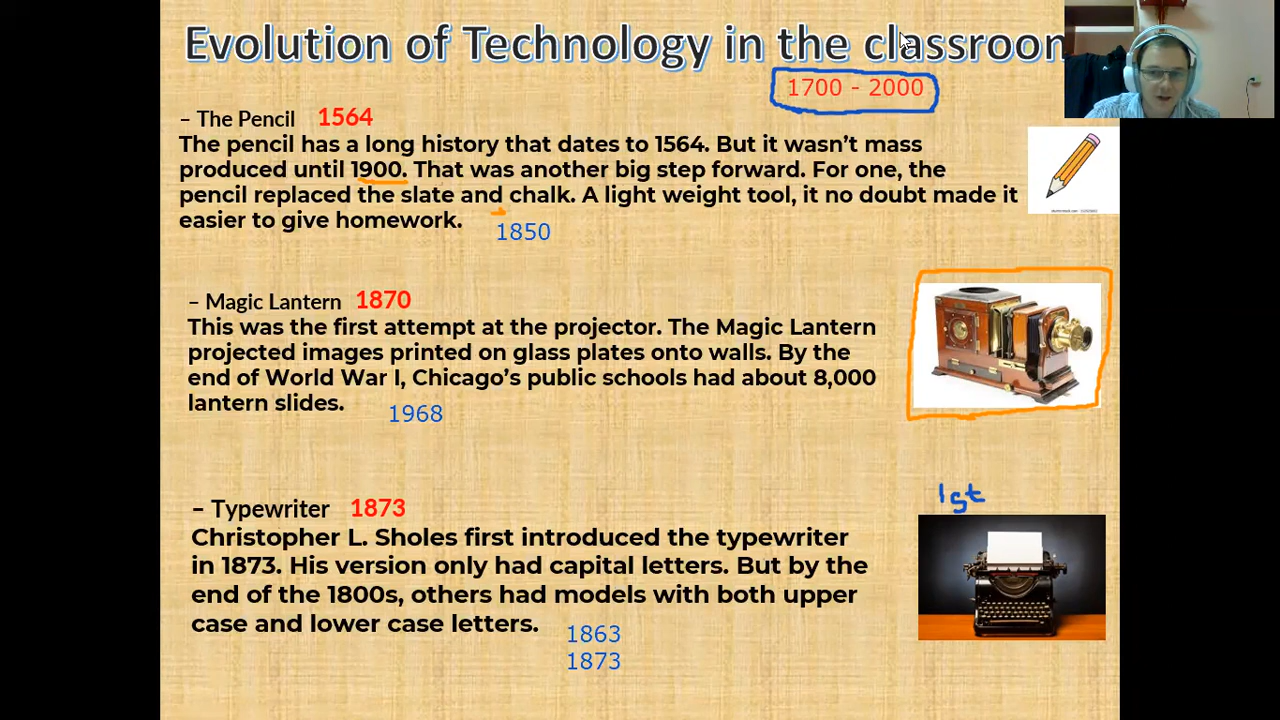 Evolution of Technology in the classroom
1700 - 2000
– The Pencil 1564
The pencil has a long history that dates to 1564. But it wasn’t mass
produced until 1900. That was another big step forward. For one, the
pencil replaced the slate and chalk. A light weight tool, it no doubt made it
easier to give homework.
1850
– Magic Lantern 1870
This was the first attempt at the projector. The Magic Lantern
projected images printed on glass plates onto walls. By the
end of World War I, Chicago’s public schools had about 8,000
lantern slides.
1968
– Typewriter 1873
1st
Christopher L. Sholes first introduced the typewriter
in 1873. His version only had capital letters. But by the
end of the 1800s, others had models with both upper
case and lower case letters.
1863
1873